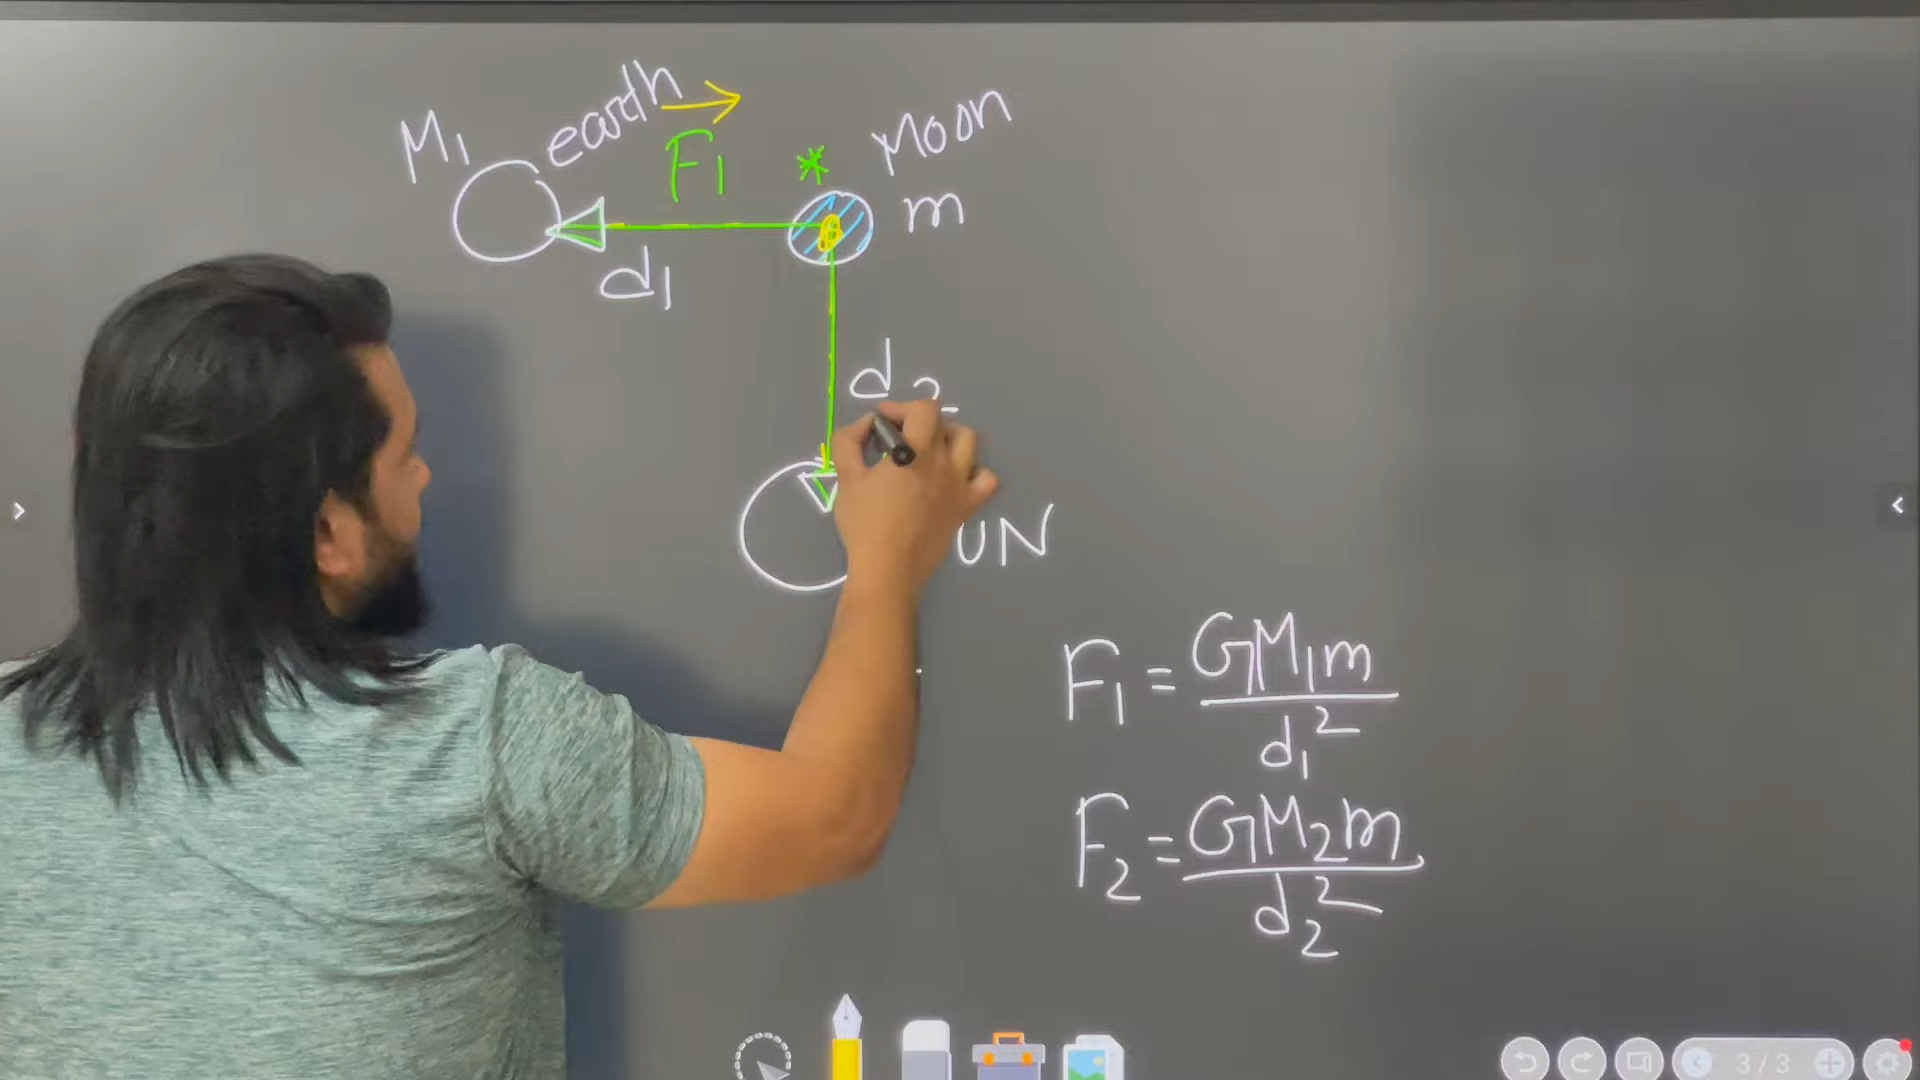 M₁ earth
Moon
F₁
*
m
d₁
d₂
UN
F₁ = GM₁m / d₁²
F₂ = GM₂m / d₂²
3 / 3